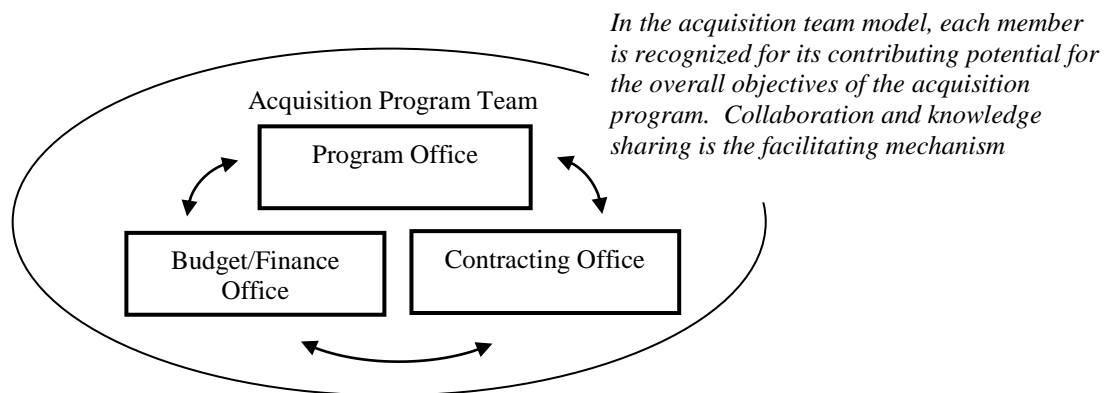 In the acquisition team model, each member
is recognized for its contributing potential for
the overall objectives of the acquisition
program.  Collaboration and knowledge
sharing is the facilitating mechanism
Acquisition Program Team
Program Office
Budget/Finance
Office
Contracting Office